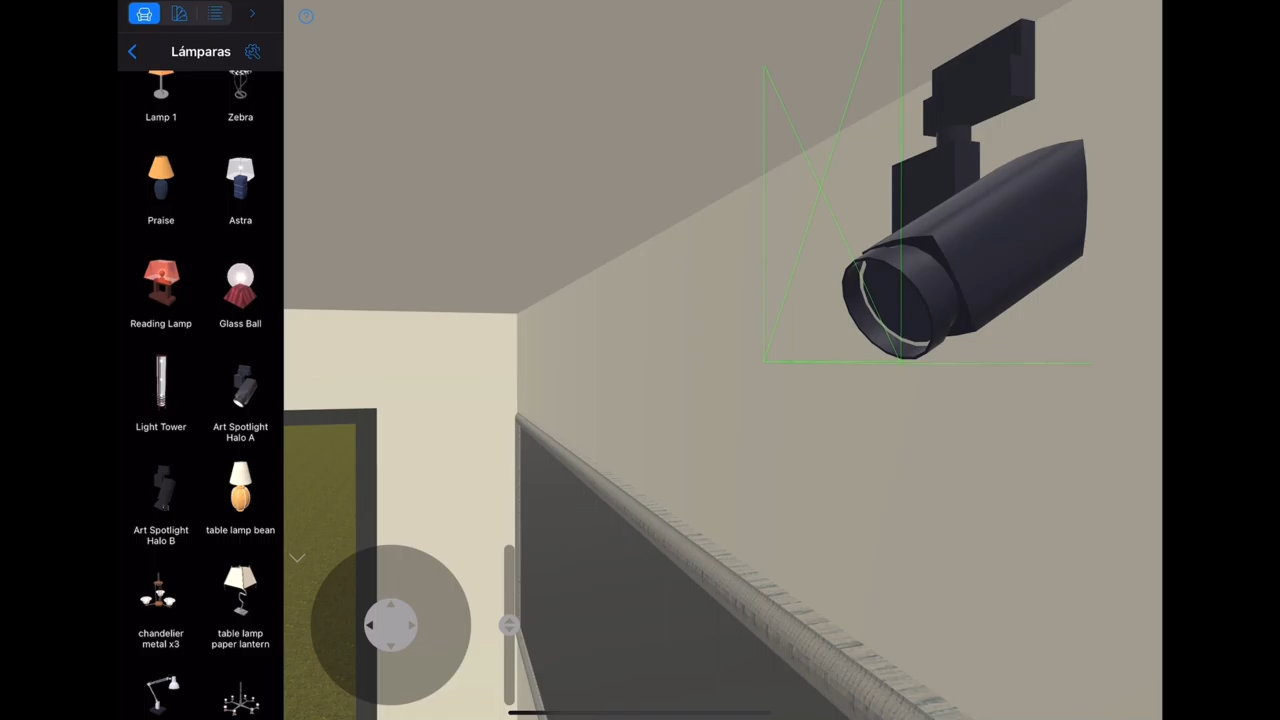 Lámparas
Lamp 1
Zebra
Praise
Astra
Reading Lamp
Glass Ball
Light Tower
Art Spotlight
Halo A
Art Spotlight
Halo B
table lamp bean
chandelier
metal x3
table lamp
paper lantern